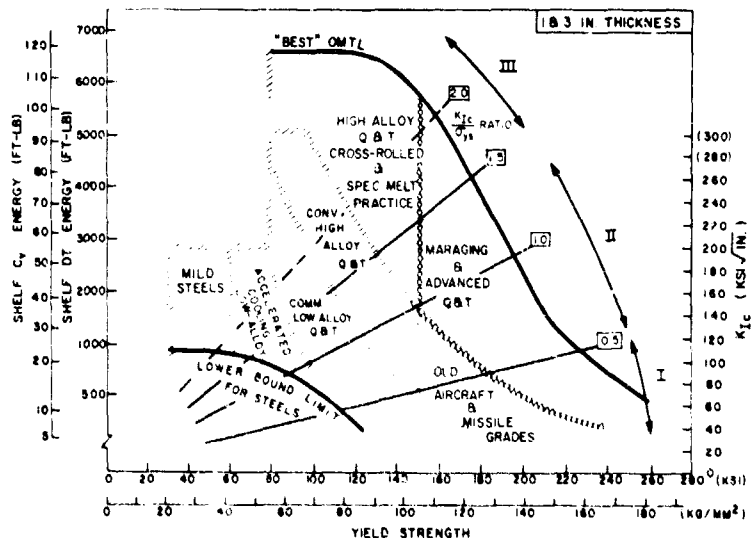 1 & 3 IN. THICKNESS
"BEST" OMTL
III
II
I
2.0
K_Ic / σ_ys RATIO
1.5
1.0
0.5
HIGH ALLOY
Q & T
CROSS-ROLLED
&
SPEC MELT
PRACTICE
CONV. HIGH
ALLOY
Q & T
MILD
STEELS
ACCELERATED
COOLING
LOW-ALLOY
COMM
LOW ALLOY
Q & T
MARAGING
&
ADVANCED
Q & T
LOWER BOUND LIMIT
FOR STEELS
OLD
AIRCRAFT
&
MISSILE
GRADES
SHELF Cv ENERGY (FT-LB)
120
110
100
90
80
70
60
50
40
30
20
10
5
SHELF DT ENERGY (FT-LB)
7000
6000
5000
4000
3000
2000
1000
500
K_Ic (KSI √IN.)
(300)
(280)
260
240
220
200
180
160
140
120
100
80
60
40
20
0
0 20 40 60 80 100 120 140 160 180 200 220 240 260 280 (KSI)
0 20 40 60 80 100 120 140 160 180 (KG/MM²)
YIELD STRENGTH